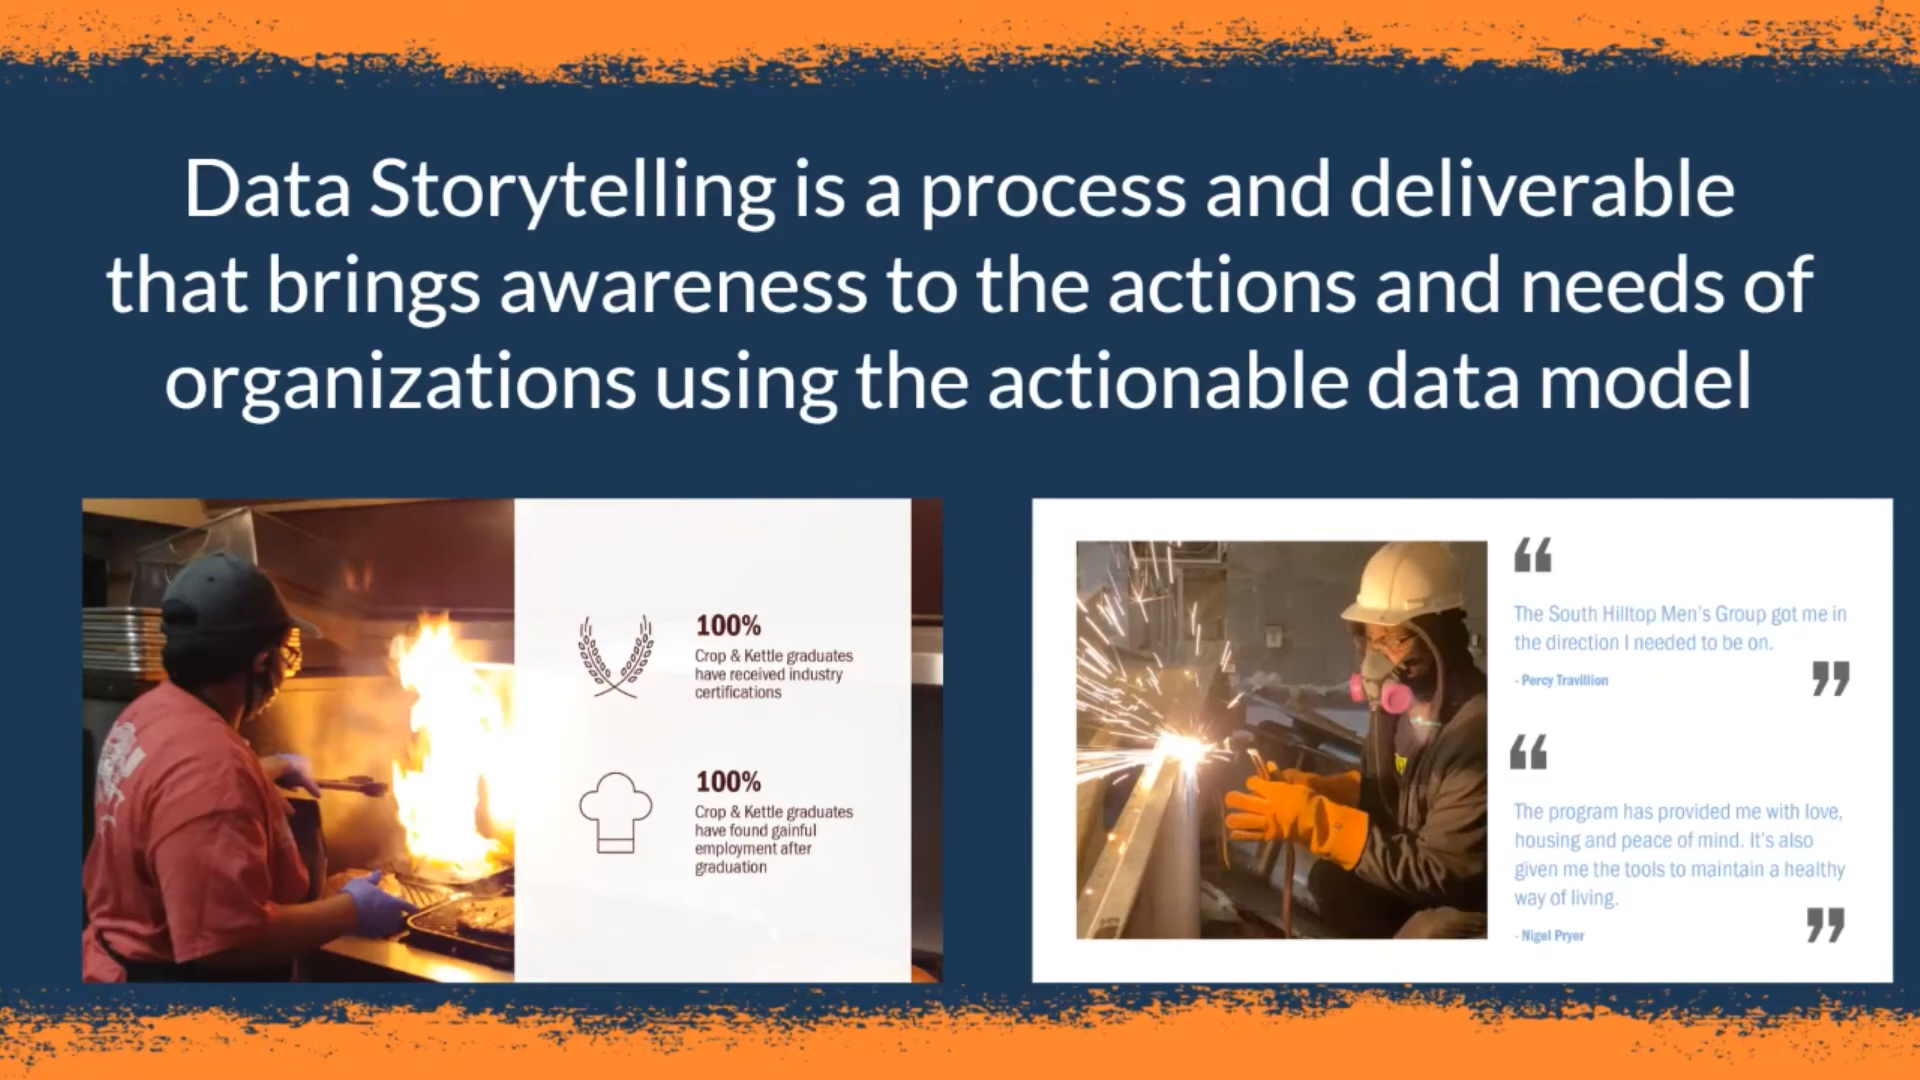 Data Storytelling is a process and deliverable
that brings awareness to the actions and needs of
organizations using the actionable data model
100%
Crop & Kettle graduates
have received industry
certifications
100%
Crop & Kettle graduates
have found gainful
employment after
graduation
“
The South Hilltop Men's Group got me in
the direction I needed to be on.
- Percy Travillion
”
“
The program has provided me with love,
housing and peace of mind. It's also
given me the tools to maintain a healthy
way of living.
- Nigel Pryer
”